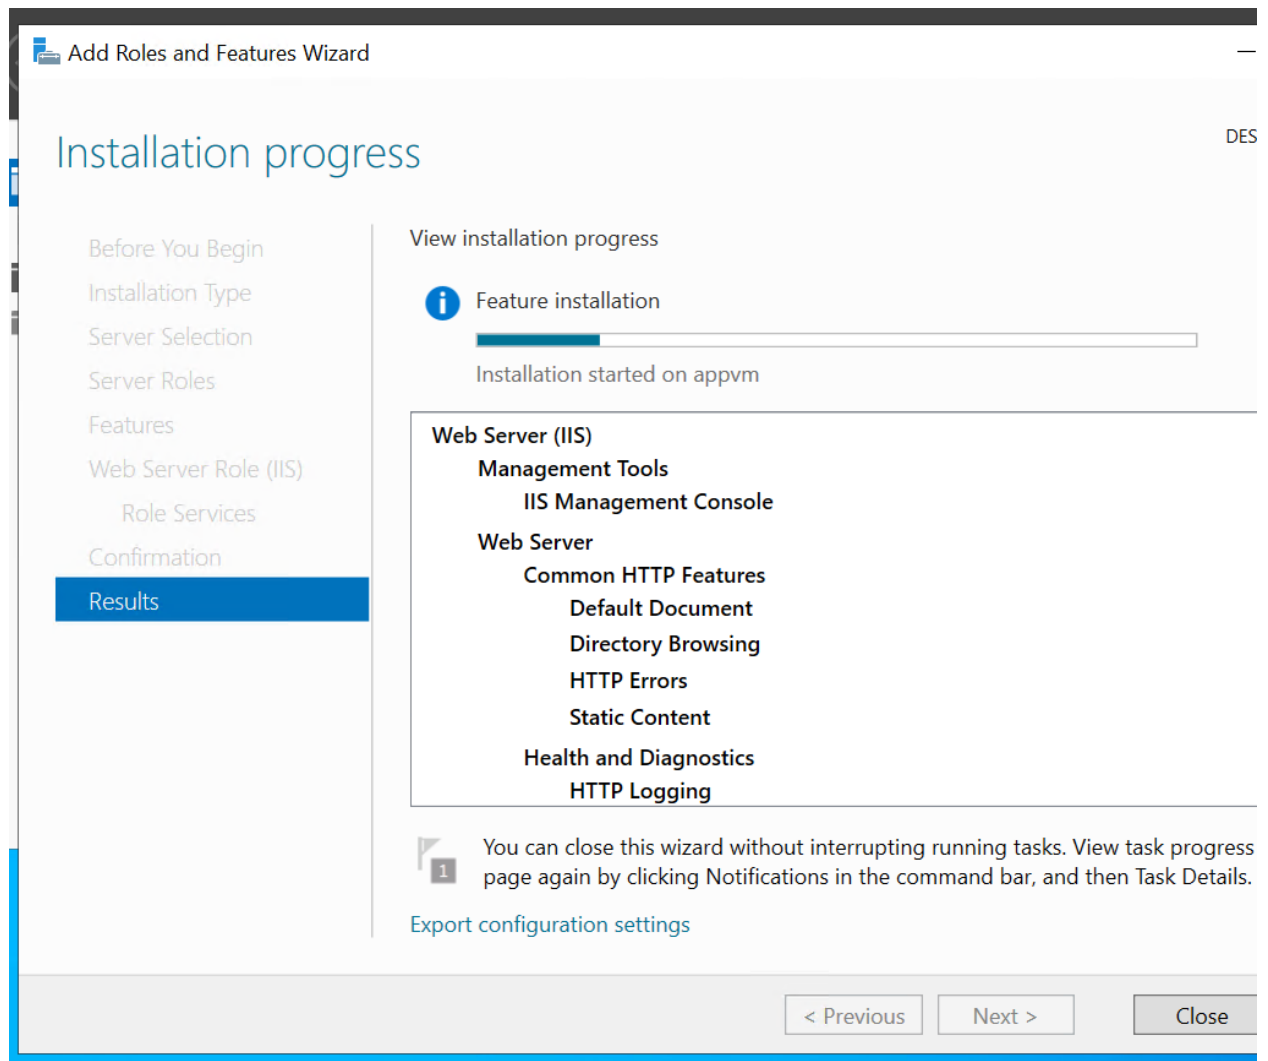 Add Roles and Features Wizard
Installation progress
DES
Before You Begin
Installation Type
Server Selection
Server Roles
Features
Web Server Role (IIS)
Role Services
Confirmation
Results
View installation progress
Feature installation
Installation started on appvm
Web Server (IIS)
Management Tools
IIS Management Console
Web Server
Common HTTP Features
Default Document
Directory Browsing
HTTP Errors
Static Content
Health and Diagnostics
HTTP Logging
1
You can close this wizard without interrupting running tasks. View task progress
page again by clicking Notifications in the command bar, and then Task Details.
Export configuration settings
< Previous
Next >
Close